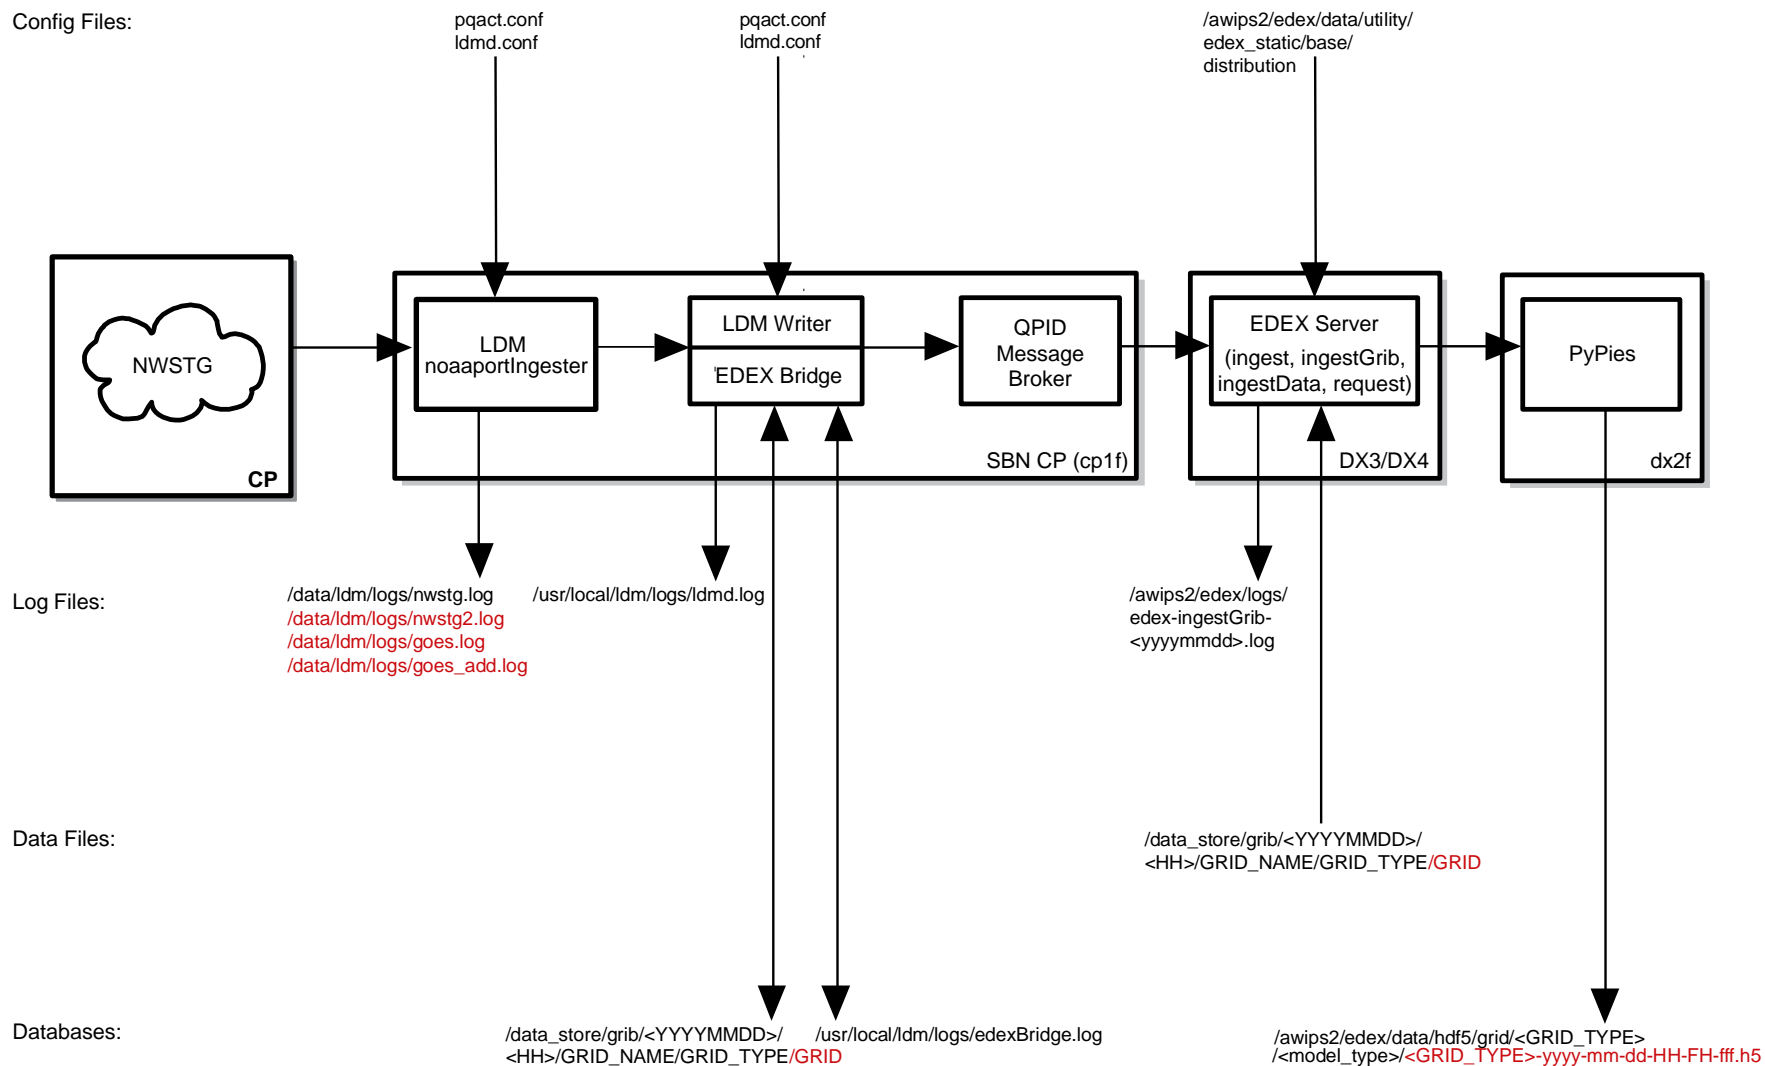 Config Files:
pqact.conf
ldmd.conf
pqact.conf
ldmd.conf
/awips2/edex/data/utility/
edex_static/base/
distribution
NWSTG
CP
LDM
noaaportIngester
LDM Writer
'EDEX Bridge
QPID
Message
Broker
SBN CP (cp1f)
EDEX Server
(ingest, ingestGrib,
ingestData, request)
DX3/DX4
PyPies
dx2f
Log Files:
/data/ldm/logs/nwstg.log
/data/ldm/logs/nwstg2.log
/data/ldm/logs/goes.log
/data/ldm/logs/goes_add.log
/usr/local/ldm/logs/ldmd.log
/awips2/edex/logs/
edex-ingestGrib-
<yyyymmdd>.log
Data Files:
/data_store/grib/<YYYYMMDD>/
<HH>/GRID_NAME/GRID_TYPE/GRID
Databases:
/data_store/grib/<YYYYMMDD>/
<HH>/GRID_NAME/GRID_TYPE/GRID
/usr/local/ldm/logs/edexBridge.log
/awips2/edex/data/hdf5/grid/<GRID_TYPE>
/<model_type>/<GRID_TYPE>-yyyy-mm-dd-HH-FH-fff.h5